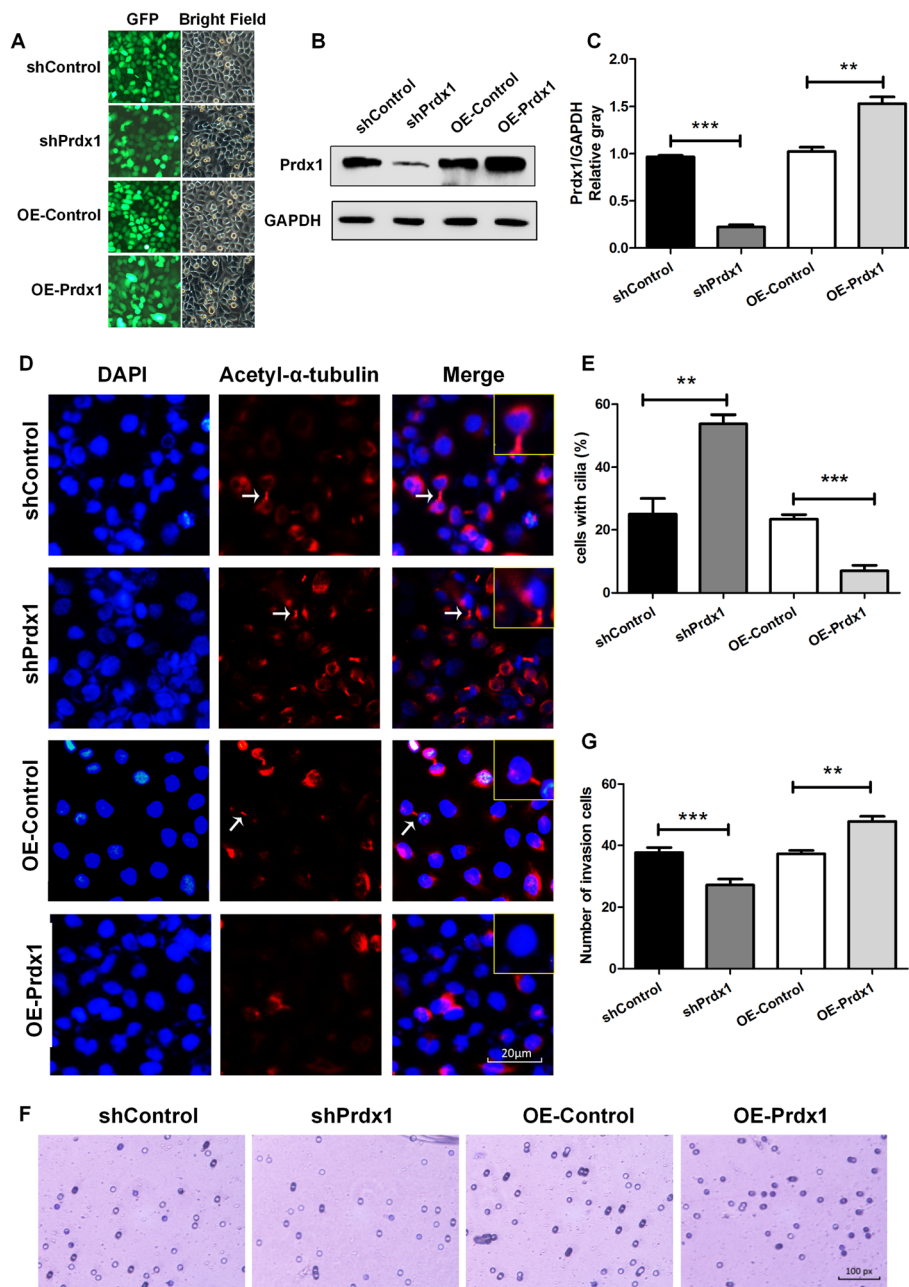 A
GFP Bright Field
shControl
shPrdx1
OE-Control
OE-Prdx1
B
shControl shPrdx1 OE-Control OE-Prdx1
Prdx1
GAPDH
C
Prdx1/GAPDH
Relative gray
2.0
1.5
1.0
0.5
0.0
***
**
shControl shPrdx1 OE-Control OE-Prdx1
D
DAPI Acetyl-α-tubulin Merge
shControl
shPrdx1
OE-Control
OE-Prdx1
20μm
E
cells with cilia (%)
60
40
20
0
**
***
shControl shPrdx1 OE-Control OE-Prdx1
G
Number of invasion cells
60
40
20
0
***
**
shControl shPrdx1 OE-Control OE-Prdx1
F
shControl shPrdx1 OE-Control OE-Prdx1
100 px